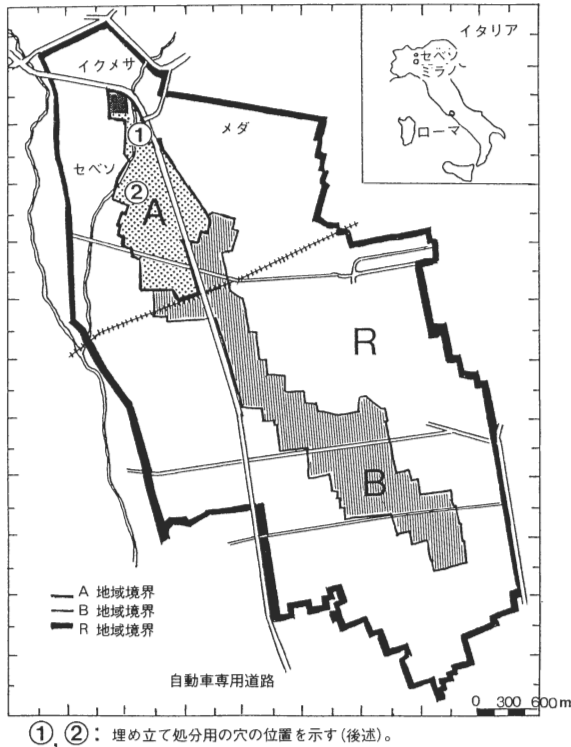 イタリア
セベソ
ミラノ
ローマ
イクメサ
メダ
①
セベソ
②
A
R
B
A 地域境界
B 地域境界
R 地域境界
自動車専用道路
0 300 600m
①, ②: 埋め立て処分用の穴の位置を示す(後述)。